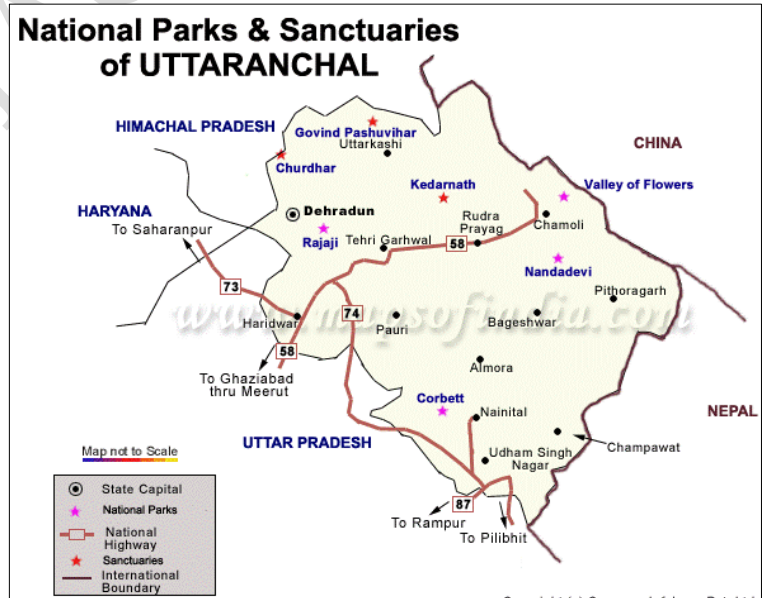 National Parks & Sanctuaries
of UTTARANCHAL
HIMACHAL PRADESH
Govind Pashuvihar
Uttarkashi
CHINA
Churdhar
Kedarnath
Valley of Flowers
HARYANA
To Saharanpur
Dehradun
Rajaji
Tehri Garhwal
58
Rudra
Prayag
Chamoli
Nandadevi
73
Pithoragarh
www.mapsofindia.com
Haridwar
74
Pauri
Bageshwar
58
To Ghaziabad
thru Meerut
Almora
Corbett
Nainital
NEPAL
UTTAR PRADESH
Champawat
Udham Singh
Nagar
Map not to Scale
87
To Rampur
To Pilibhit
State Capital
National Parks
National
Highway
Sanctuaries
International
Boundary